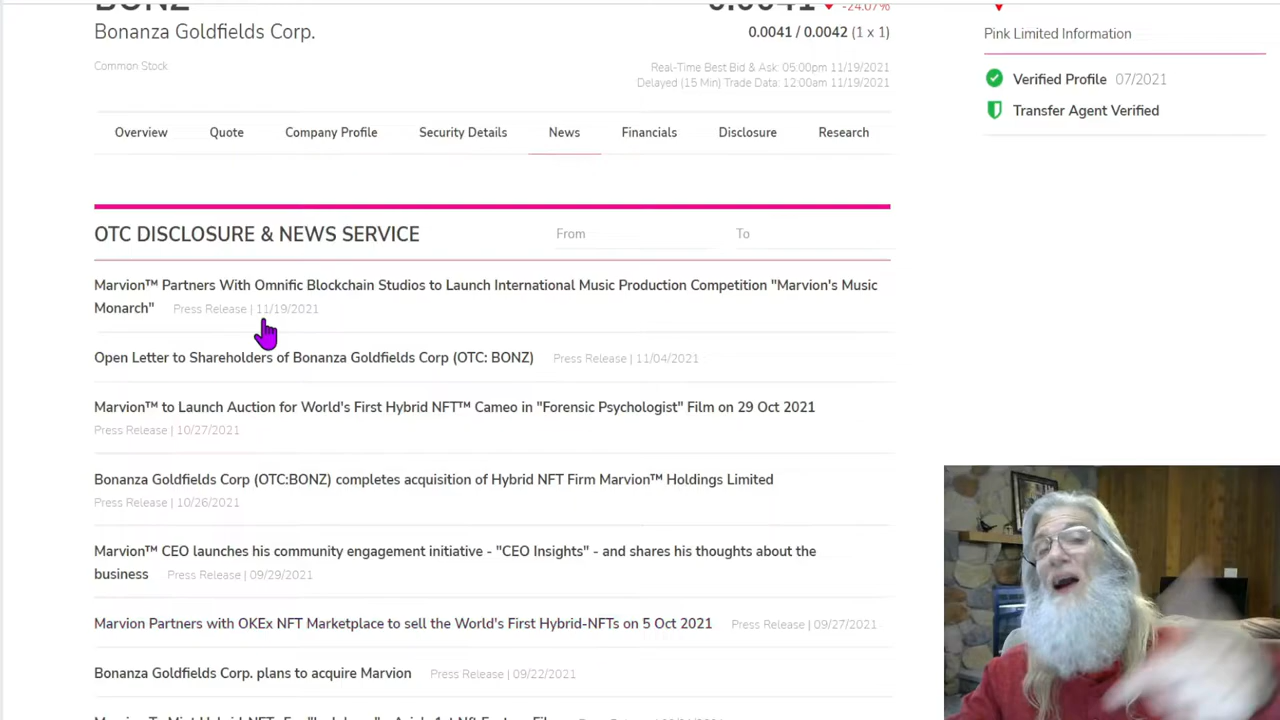 BONZ
0.0041 -24.07%
Bonanza Goldfields Corp.
0.0041 / 0.0042 (1 x 1)
Common Stock
Real-Time Best Bid & Ask: 05:00pm 11/19/2021
Delayed (15 Min) Trade Data: 12:00am 11/19/2021
Pink Limited Information
Verified Profile 07/2021
Transfer Agent Verified
Overview Quote Company Profile Security Details News Financials Disclosure Research
OTC DISCLOSURE & NEWS SERVICE From To
Marvion™ Partners With Omnific Blockchain Studios to Launch International Music Production Competition "Marvion's Music
Monarch" Press Release | 11/19/2021
Open Letter to Shareholders of Bonanza Goldfields Corp (OTC: BONZ) Press Release | 11/04/2021
Marvion™ to Launch Auction for World's First Hybrid NFT™ Cameo in "Forensic Psychologist" Film on 29 Oct 2021
Press Release | 10/27/2021
Bonanza Goldfields Corp (OTC:BONZ) completes acquisition of Hybrid NFT Firm Marvion™ Holdings Limited
Press Release | 10/26/2021
Marvion™ CEO launches his community engagement initiative - "CEO Insights" - and shares his thoughts about the
business Press Release | 09/29/2021
Marvion Partners with OKEx NFT Marketplace to sell the World's First Hybrid-NFTs on 5 Oct 2021 Press Release | 09/27/2021
Bonanza Goldfields Corp. plans to acquire Marvion Press Release | 09/22/2021